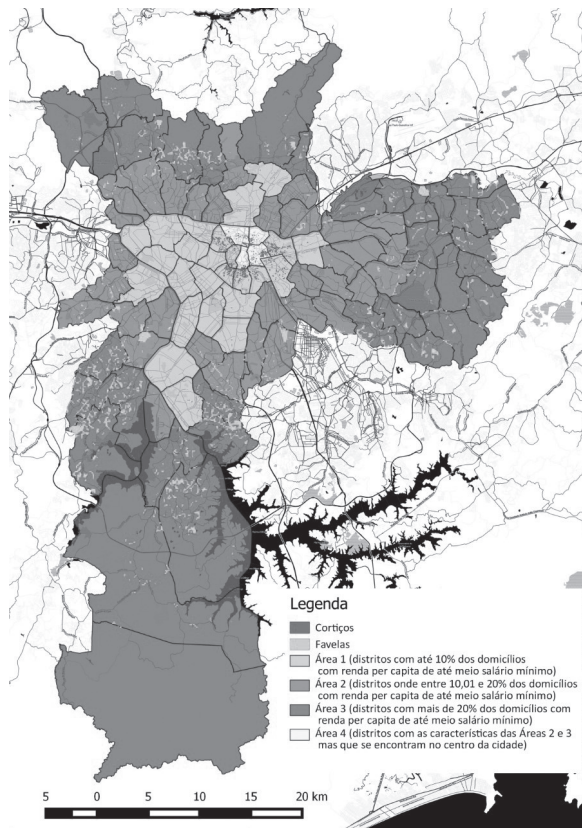 Legenda
Cortiços
Favelas
Área 1 (distritos com até 10% dos domicílios
com renda per capita de até meio salário mínimo)
Área 2 (distritos onde entre 10,01 e 20% dos domicílios
com renda per capita de até meio salário mínimo)
Área 3 (distritos com mais de 20% dos domicílios com
renda per capita de até meio salário mínimo)
Área 4 (distritos com as características das Áreas 2 e 3
mas que se encontram no centro da cidade)
5 0 5 10 15 20 km